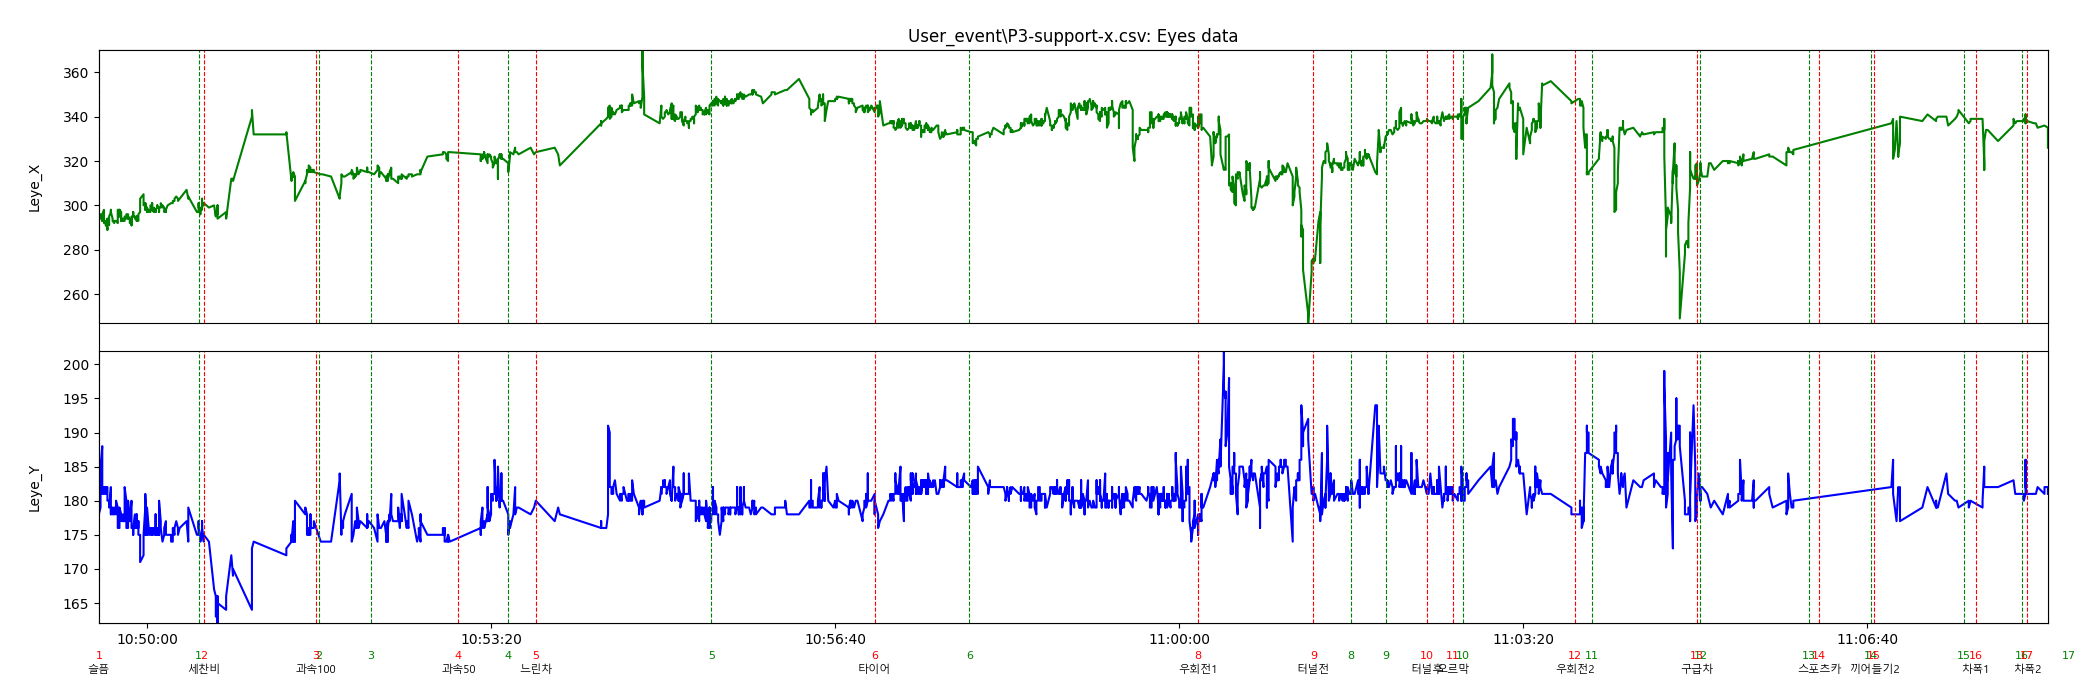 User_event\P3-support-x.csv: Eyes data
360
340
320
300
280
260
Leye_X
200
195
190
185
180
175
170
165
Leye_Y
10:50:00 10:53:20 10:56:40 11:00:00 11:03:20 11:06:40
1 1 2 3 2 3 4 4 5 5 6 6 8 9 8 9 10 11 10 12 11 13 12 13 14 14 15 15 16 16 17 17
슬픔 세찬비 과속100 과속50 느린차 타이어 우회전1 터널전 터널후 오르막 우회전2 구급차 스포츠카 끼어들기2 차폭1 차폭2